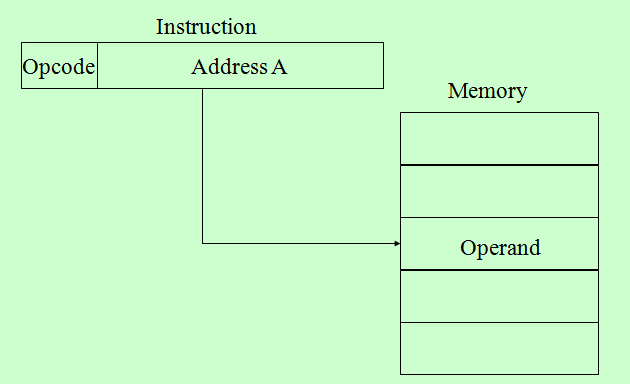 Instruction
Opcode
Address A
Memory
Operand